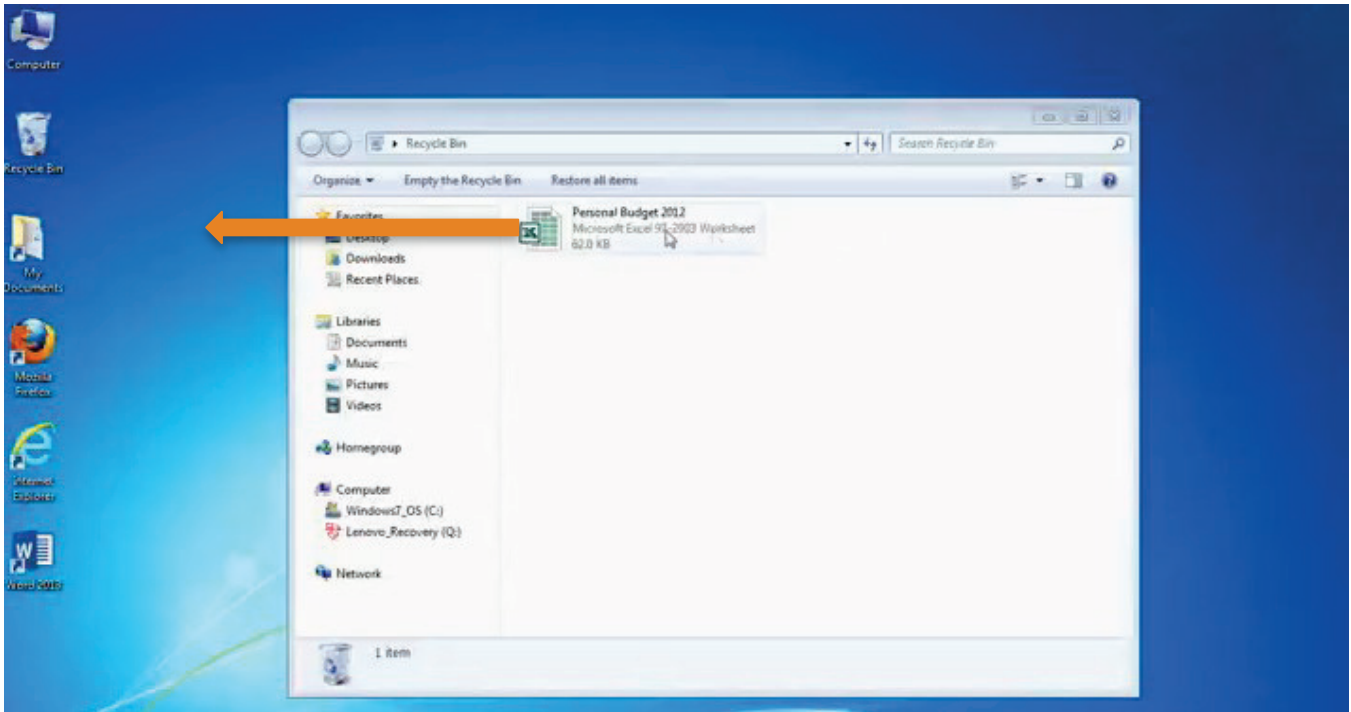 Computer
Recycle Bin
My
Documents
Mozilla
Firefox
Internet
Explorer
Word 2013
Recycle Bin
Search Recycle Bin
Organize
Empty the Recycle Bin
Restore all items
Favorites
Desktop
Downloads
Recent Places
Libraries
Documents
Music
Pictures
Videos
Homegroup
Computer
Windows7_OS (C:)
Lenovo_Recovery (Q:)
Network
Personal Budget 2012
Microsoft Excel 97-2003 Worksheet
62.0 KB
1 item